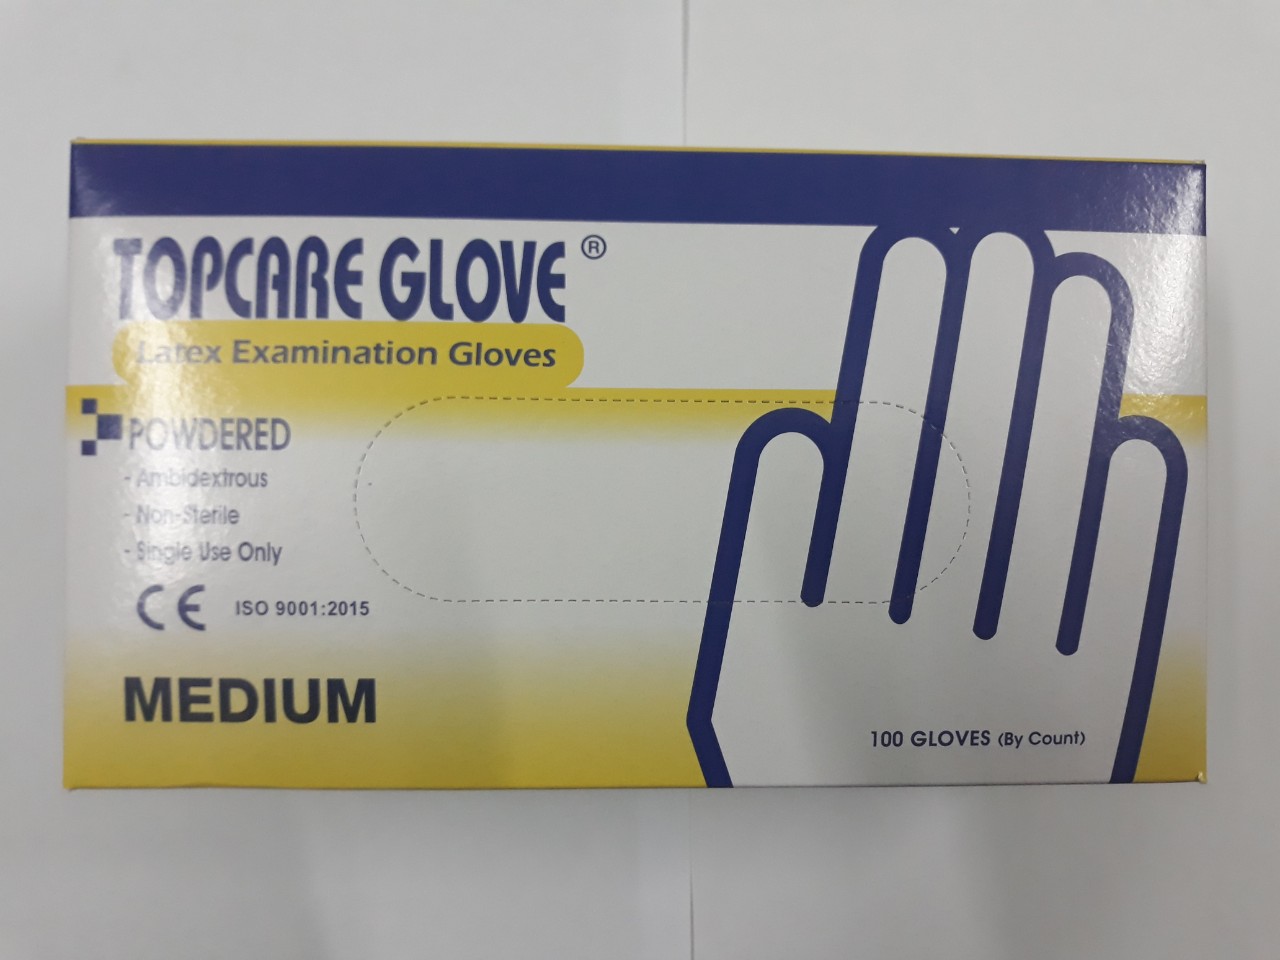 TOPCARE GLOVE ®
Latex Examination Gloves
POWDERED
- Ambidextrous
- Non-Sterile
- Single Use Only
CE ISO 9001:2015
MEDIUM
100 GLOVES (By Count)